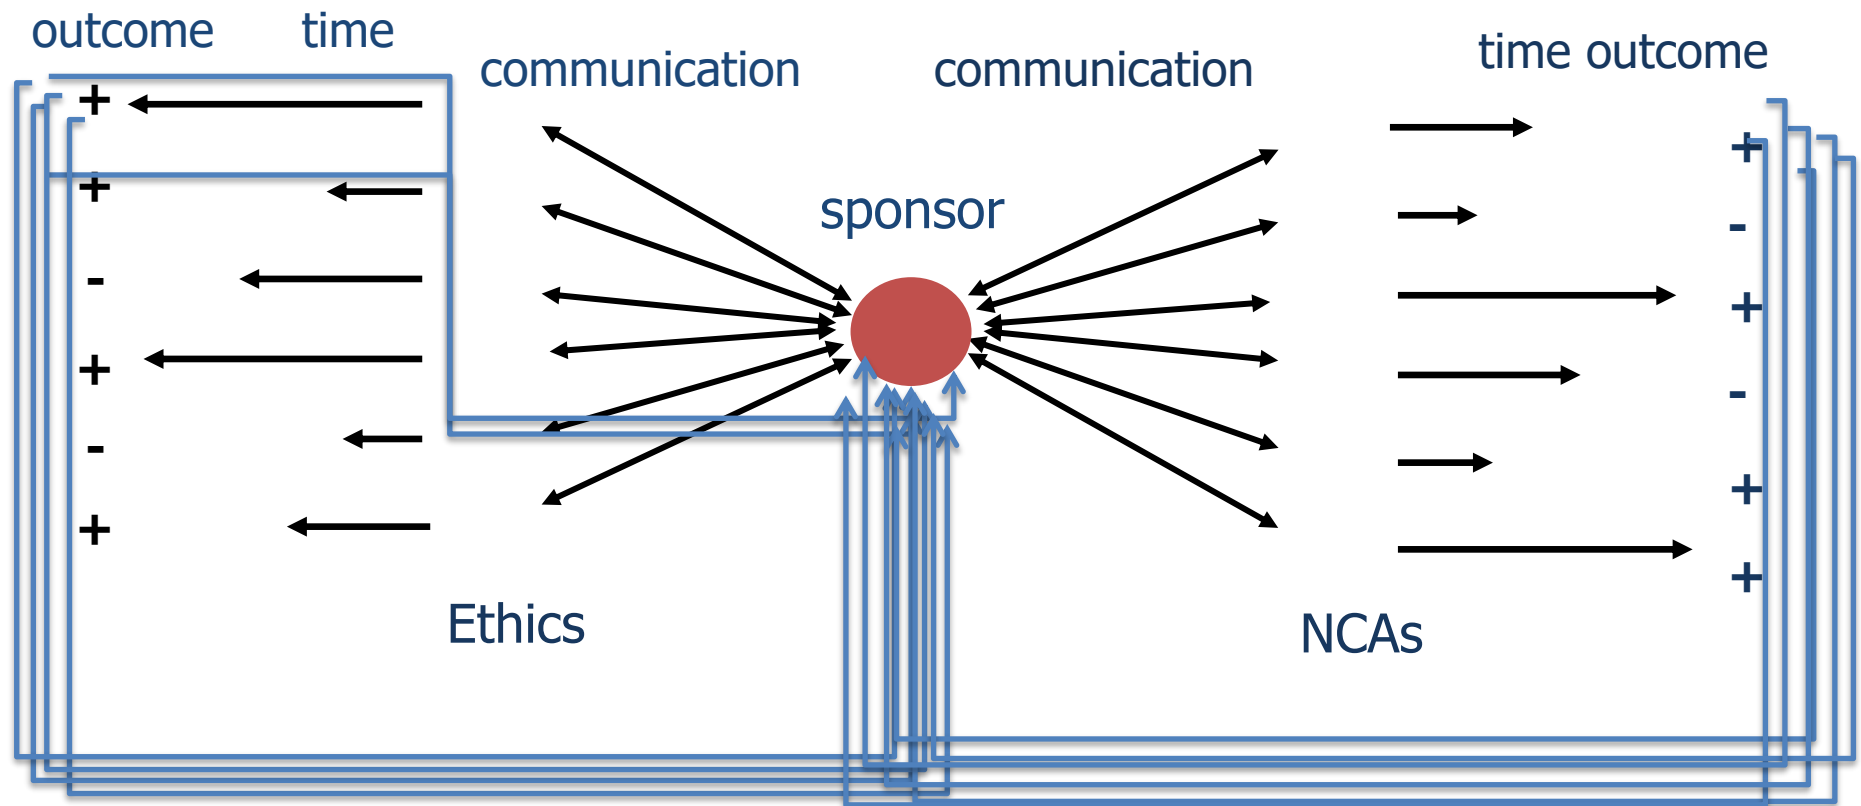 outcome time
communication communication
time outcome
+
+
-
+
-
+
sponsor
+
-
+
-
+
+
Ethics
NCAs